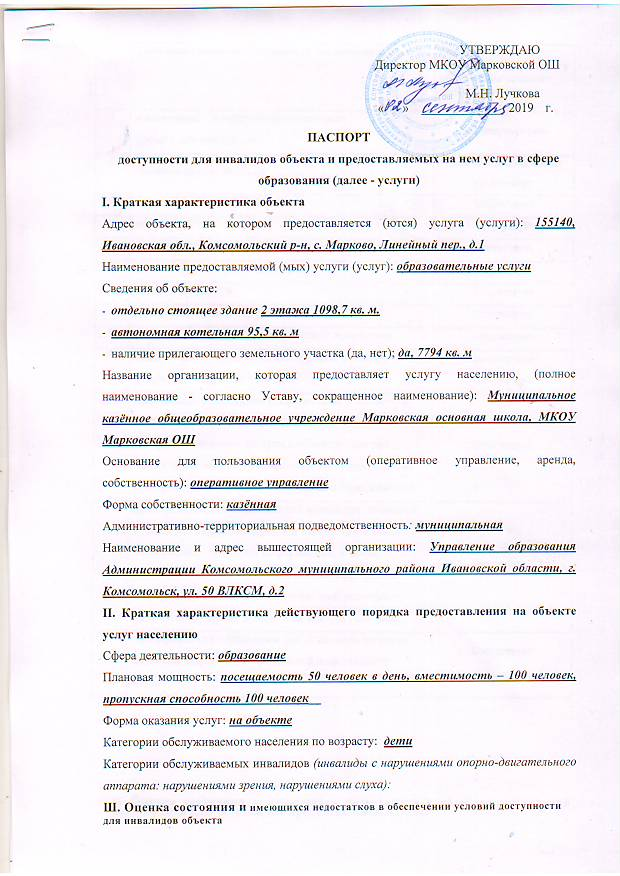 УТВЕРЖДАЮ
Директор МКОУ Марковской ОШ
М.Н. Лучкова
«02» сентября 2019 г.
ПАСПОРТ
доступности для инвалидов объекта и предоставляемых на нем услуг в сфере
образования (далее - услуги)
I. Краткая характеристика объекта
Адрес объекта, на котором предоставляется (ются) услуга (услуги): 155140,
Ивановская обл., Комсомольский р-н, с. Марково, Линейный пер., д.1
Наименование предоставляемой (мых) услуги (услуг): образовательные услуги
Сведения об объекте:
- отдельно стоящее здание 2 этажа 1098,7 кв. м.
- автономная котельная 95,5 кв. м
- наличие прилегающего земельного участка (да, нет); да, 7794 кв. м
Название организации, которая предоставляет услугу населению, (полное
наименование - согласно Уставу, сокращенное наименование): Муниципальное
казённое общеобразовательное учреждение Марковская основная школа, МКОУ
Марковская ОШ
Основание для пользования объектом (оперативное управление, аренда,
собственность): оперативное управление
Форма собственности: казённая
Административно-территориальная подведомственность: муниципальная
Наименование и адрес вышестоящей организации: Управление образования
Администрации Комсомольского муниципального района Ивановской области, г.
Комсомольск, ул. 50 ВЛКСМ, д.2
II. Краткая характеристика действующего порядка предоставления на объекте
услуг населению
Сфера деятельности: образование
Плановая мощность: посещаемость 50 человек в день, вместимость – 100 человек,
пропускная способность 100 человек
Форма оказания услуг: на объекте
Категории обслуживаемого населения по возрасту: дети
Категории обслуживаемых инвалидов (инвалиды с нарушениями опорно-двигательного
аппарата: нарушениями зрения, нарушениями слуха):
Ш. Оценка состояния и имеющихся недостатков в обеспечении условий доступности
для инвалидов объекта